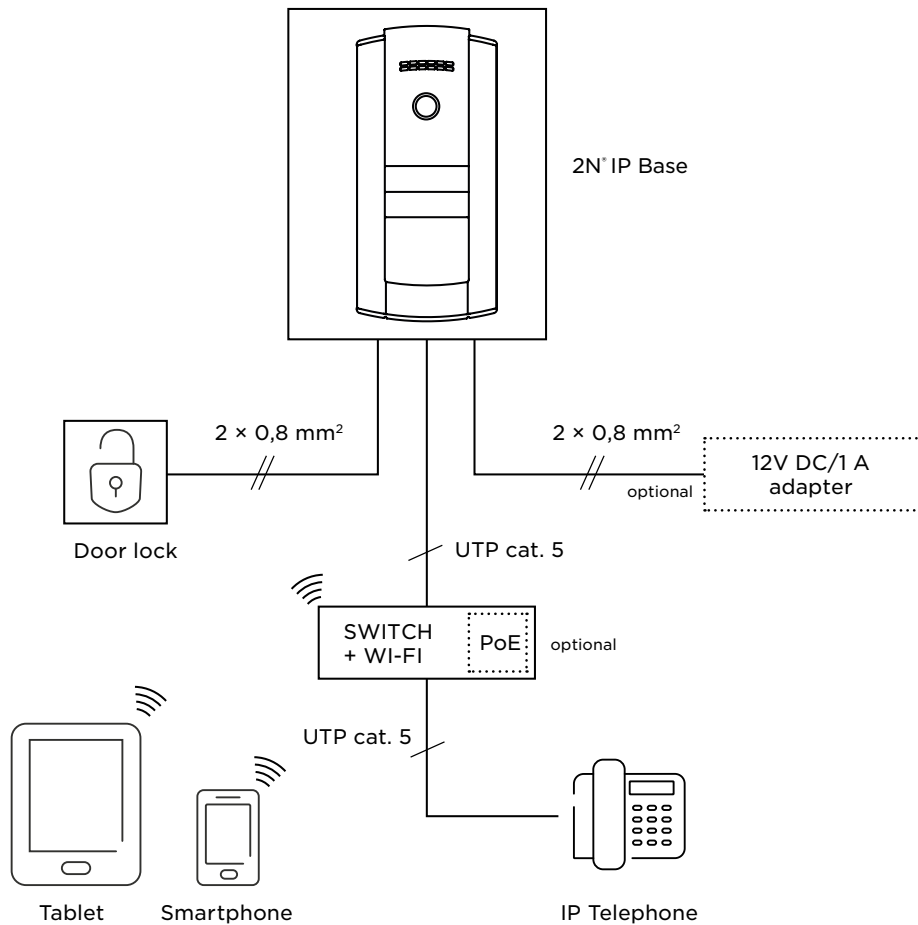 2N® IP Base
2 × 0,8 mm²
2 × 0,8 mm²
optional
12V DC/1 A
adapter
Door lock
UTP cat. 5
SWITCH
+ WI-FI
PoE
optional
UTP cat. 5
Tablet
Smartphone
IP Telephone